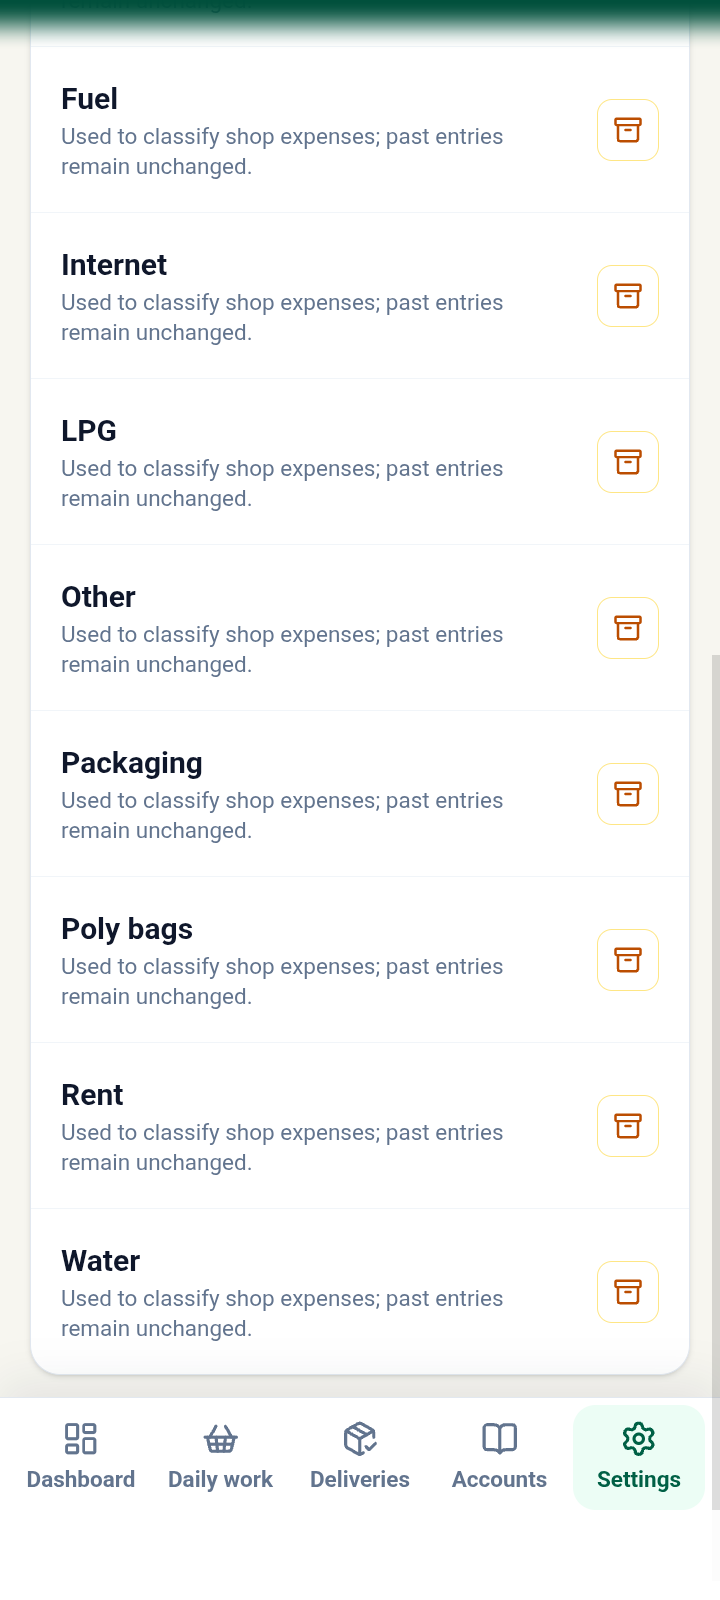 Fuel
Used to classify shop expenses; past entries
remain unchanged.
Internet
Used to classify shop expenses; past entries
remain unchanged.
LPG
Used to classify shop expenses; past entries
remain unchanged.
Other
Used to classify shop expenses; past entries
remain unchanged.
Packaging
Used to classify shop expenses; past entries
remain unchanged.
Poly bags
Used to classify shop expenses; past entries
remain unchanged.
Rent
Used to classify shop expenses; past entries
remain unchanged.
Water
Used to classify shop expenses; past entries
remain unchanged.
Dashboard
Daily work
Deliveries
Accounts
Settings